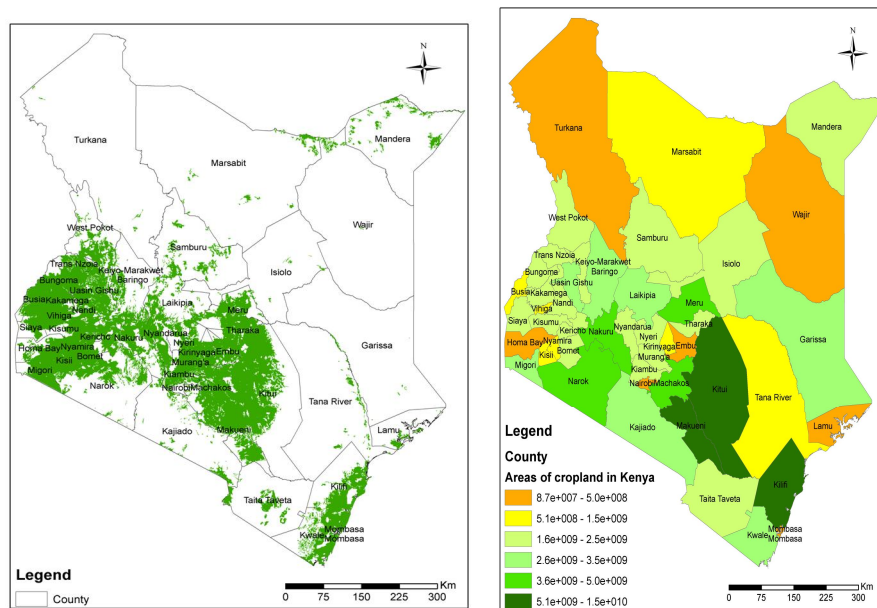 N
Turkana
Mandera
Marsabit
Wajir
West Pokot
Samburu
Isiolo
Trans Nzoia
Keiyo-Marakwet
Bungoma
Baringo
Uasin Gishu
Busia Kakamega
Laikipia
Nandi
Meru
Vihiga
Siaya
Kisumu
Nyandarua
Tharaka
Kericho
Nakuru
Nyeri
Garissa
Homa Bay
Nyamira
Kirinyaga
Embu
Kisii
Bomet
Murang'a
Migori
Kiambu
Narok
Nairobi
Machakos
Kitui
Tana River
Kajiado
Makueni
Lamu
Taita Taveta
Kilifi
Kwale
Mombasa
Mombasa
Legend
County
Km
0 75 150 225 300
N
Turkana
Mandera
Marsabit
Wajir
West Pokot
Samburu
Isiolo
Trans Nzoia
Keiyo-Marakwet
Bungoma
Baringo
Uasin Gishu
Busia
Kakamega
Laikipia
Nandi
Meru
Vihiga
Siaya
Kisumu
Nyandarua
Tharaka
Kericho
Nakuru
Nyeri
Garissa
Homa Bay
Nyamira
Kirinyaga
Embu
Kisii
Bomet
Murang'a
Migori
Kiambu
Narok
Nairobi
Machakos
Kitui
Tana River
Kajiado
Makueni
Lamu
Taita Taveta
Kilifi
Kwale
Mombasa
Mombasa
Legend
County
Areas of cropland in Kenya
8.7e+007 - 5.0e+008
5.1e+008 - 1.5e+009
1.6e+009 - 2.5e+009
2.6e+009 - 3.5e+009
3.6e+009 - 5.0e+009
5.1e+009 - 1.5e+010
Km
0 75 150 225 300